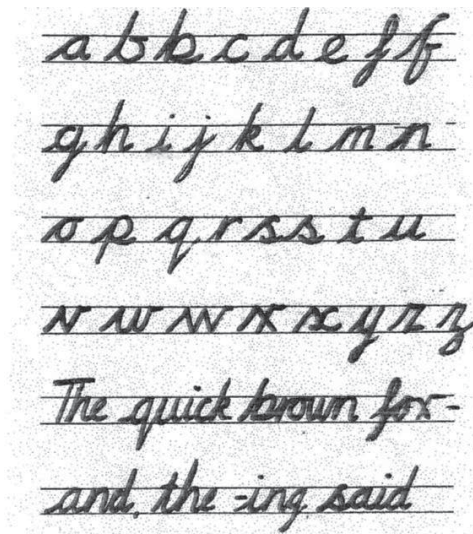 a b b c d e f f
g h i j k l m n
o p q r s s t u
v w w x x y z z
The quick brown fox-
and, the -ing said